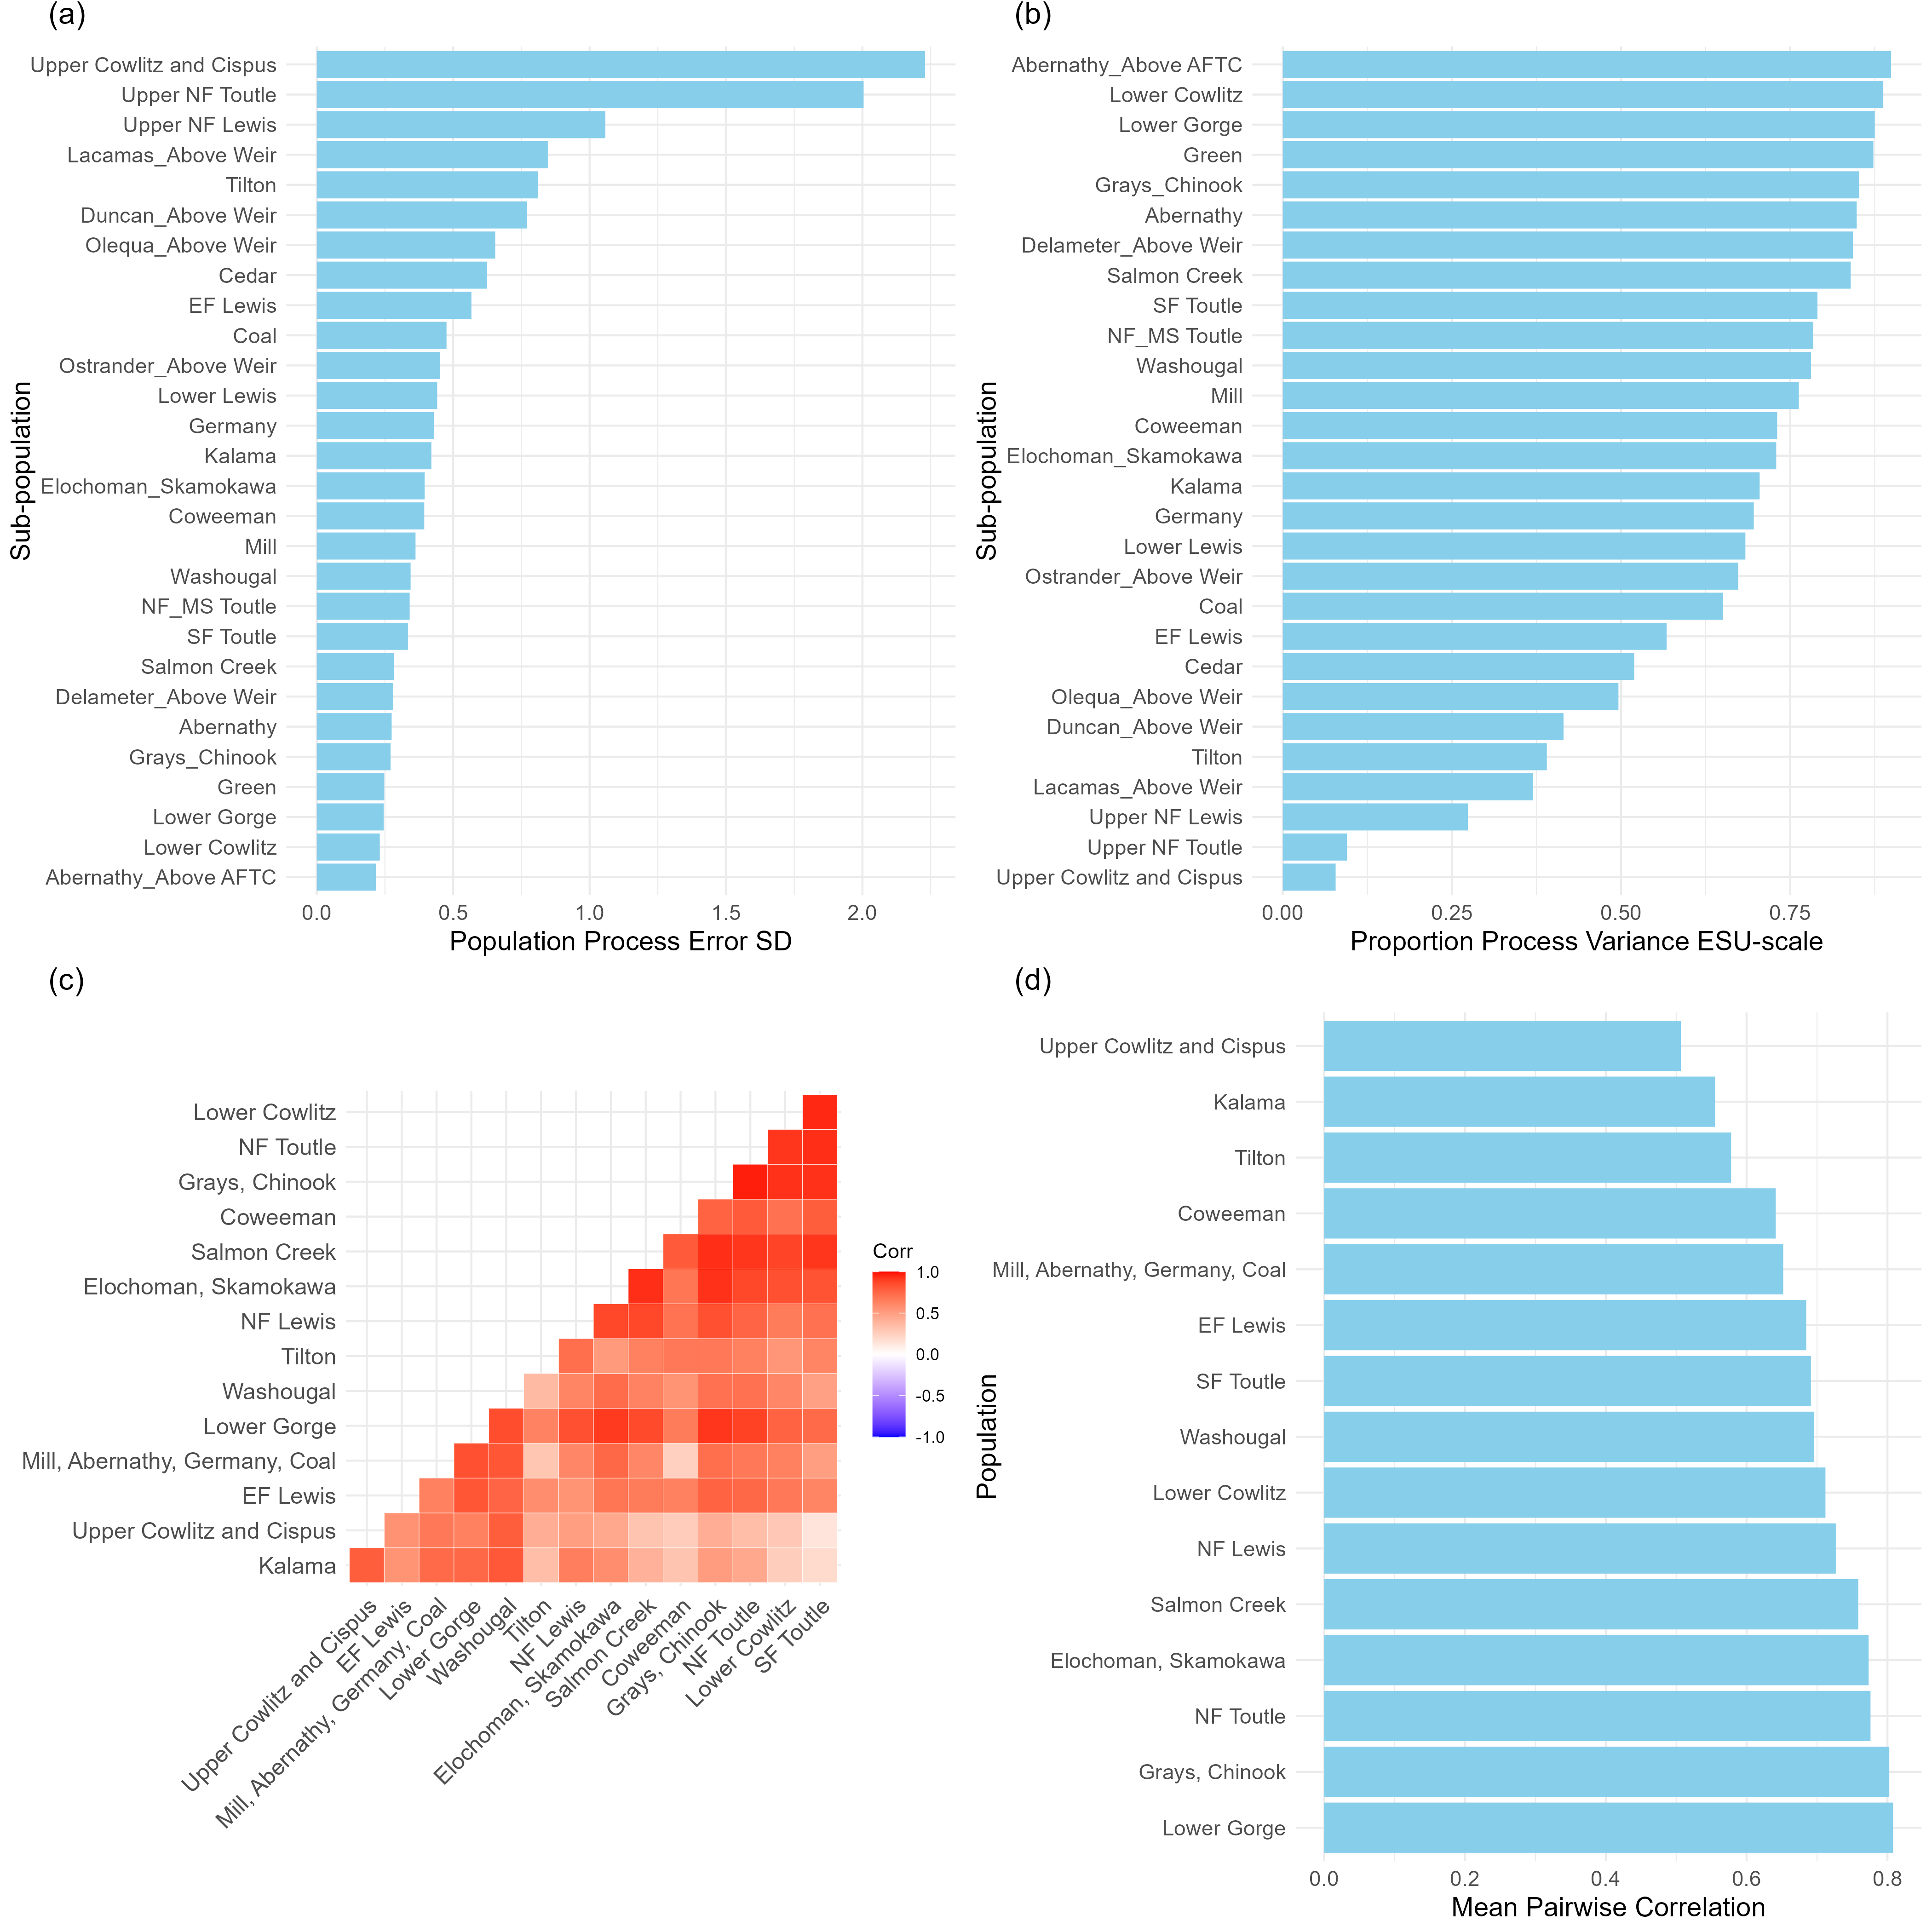 (a)
Upper Cowlitz and Cispus
Upper NF Toutle
Upper NF Lewis
Lacamas_Above Weir
Tilton
Duncan_Above Weir
Olequa_Above Weir
Cedar
EF Lewis
Coal
Ostrander_Above Weir
Lower Lewis
Germany
Kalama
Elochoman_Skamokawa
Coweeman
Mill
Washougal
NF_MS Toutle
SF Toutle
Salmon Creek
Delameter_Above Weir
Abernathy
Grays_Chinook
Green
Lower Gorge
Lower Cowlitz
Abernathy_Above AFTC
Sub-population
0.0 0.5 1.0 1.5 2.0
Population Process Error SD
(b)
Abernathy_Above AFTC
Lower Cowlitz
Lower Gorge
Green
Grays_Chinook
Abernathy
Delameter_Above Weir
Salmon Creek
SF Toutle
NF_MS Toutle
Washougal
Mill
Coweeman
Elochoman_Skamokawa
Kalama
Germany
Lower Lewis
Ostrander_Above Weir
Coal
EF Lewis
Cedar
Olequa_Above Weir
Duncan_Above Weir
Tilton
Lacamas_Above Weir
Upper NF Lewis
Upper NF Toutle
Upper Cowlitz and Cispus
Sub-population
0.00 0.25 0.50 0.75
Proportion Process Variance ESU-scale
(c)
Lower Cowlitz
NF Toutle
Grays, Chinook
Coweeman
Salmon Creek
Elochoman, Skamokawa
NF Lewis
Tilton
Washougal
Lower Gorge
Mill, Abernathy, Germany, Coal
EF Lewis
Upper Cowlitz and Cispus
Kalama
Upper Cowlitz and Cispus
EF Lewis
Mill, Abernathy, Germany, Coal
Lower Gorge
Washougal
Tilton
NF Lewis
Elochoman, Skamokawa
Salmon Creek
Coweeman
Grays, Chinook
NF Toutle
Lower Cowlitz
SF Toutle
Corr
1.0
0.5
0.0
-0.5
-1.0
(d)
Upper Cowlitz and Cispus
Kalama
Tilton
Coweeman
Mill, Abernathy, Germany, Coal
EF Lewis
SF Toutle
Washougal
Lower Cowlitz
NF Lewis
Salmon Creek
Elochoman, Skamokawa
NF Toutle
Grays, Chinook
Lower Gorge
Population
0.0 0.2 0.4 0.6 0.8
Mean Pairwise Correlation